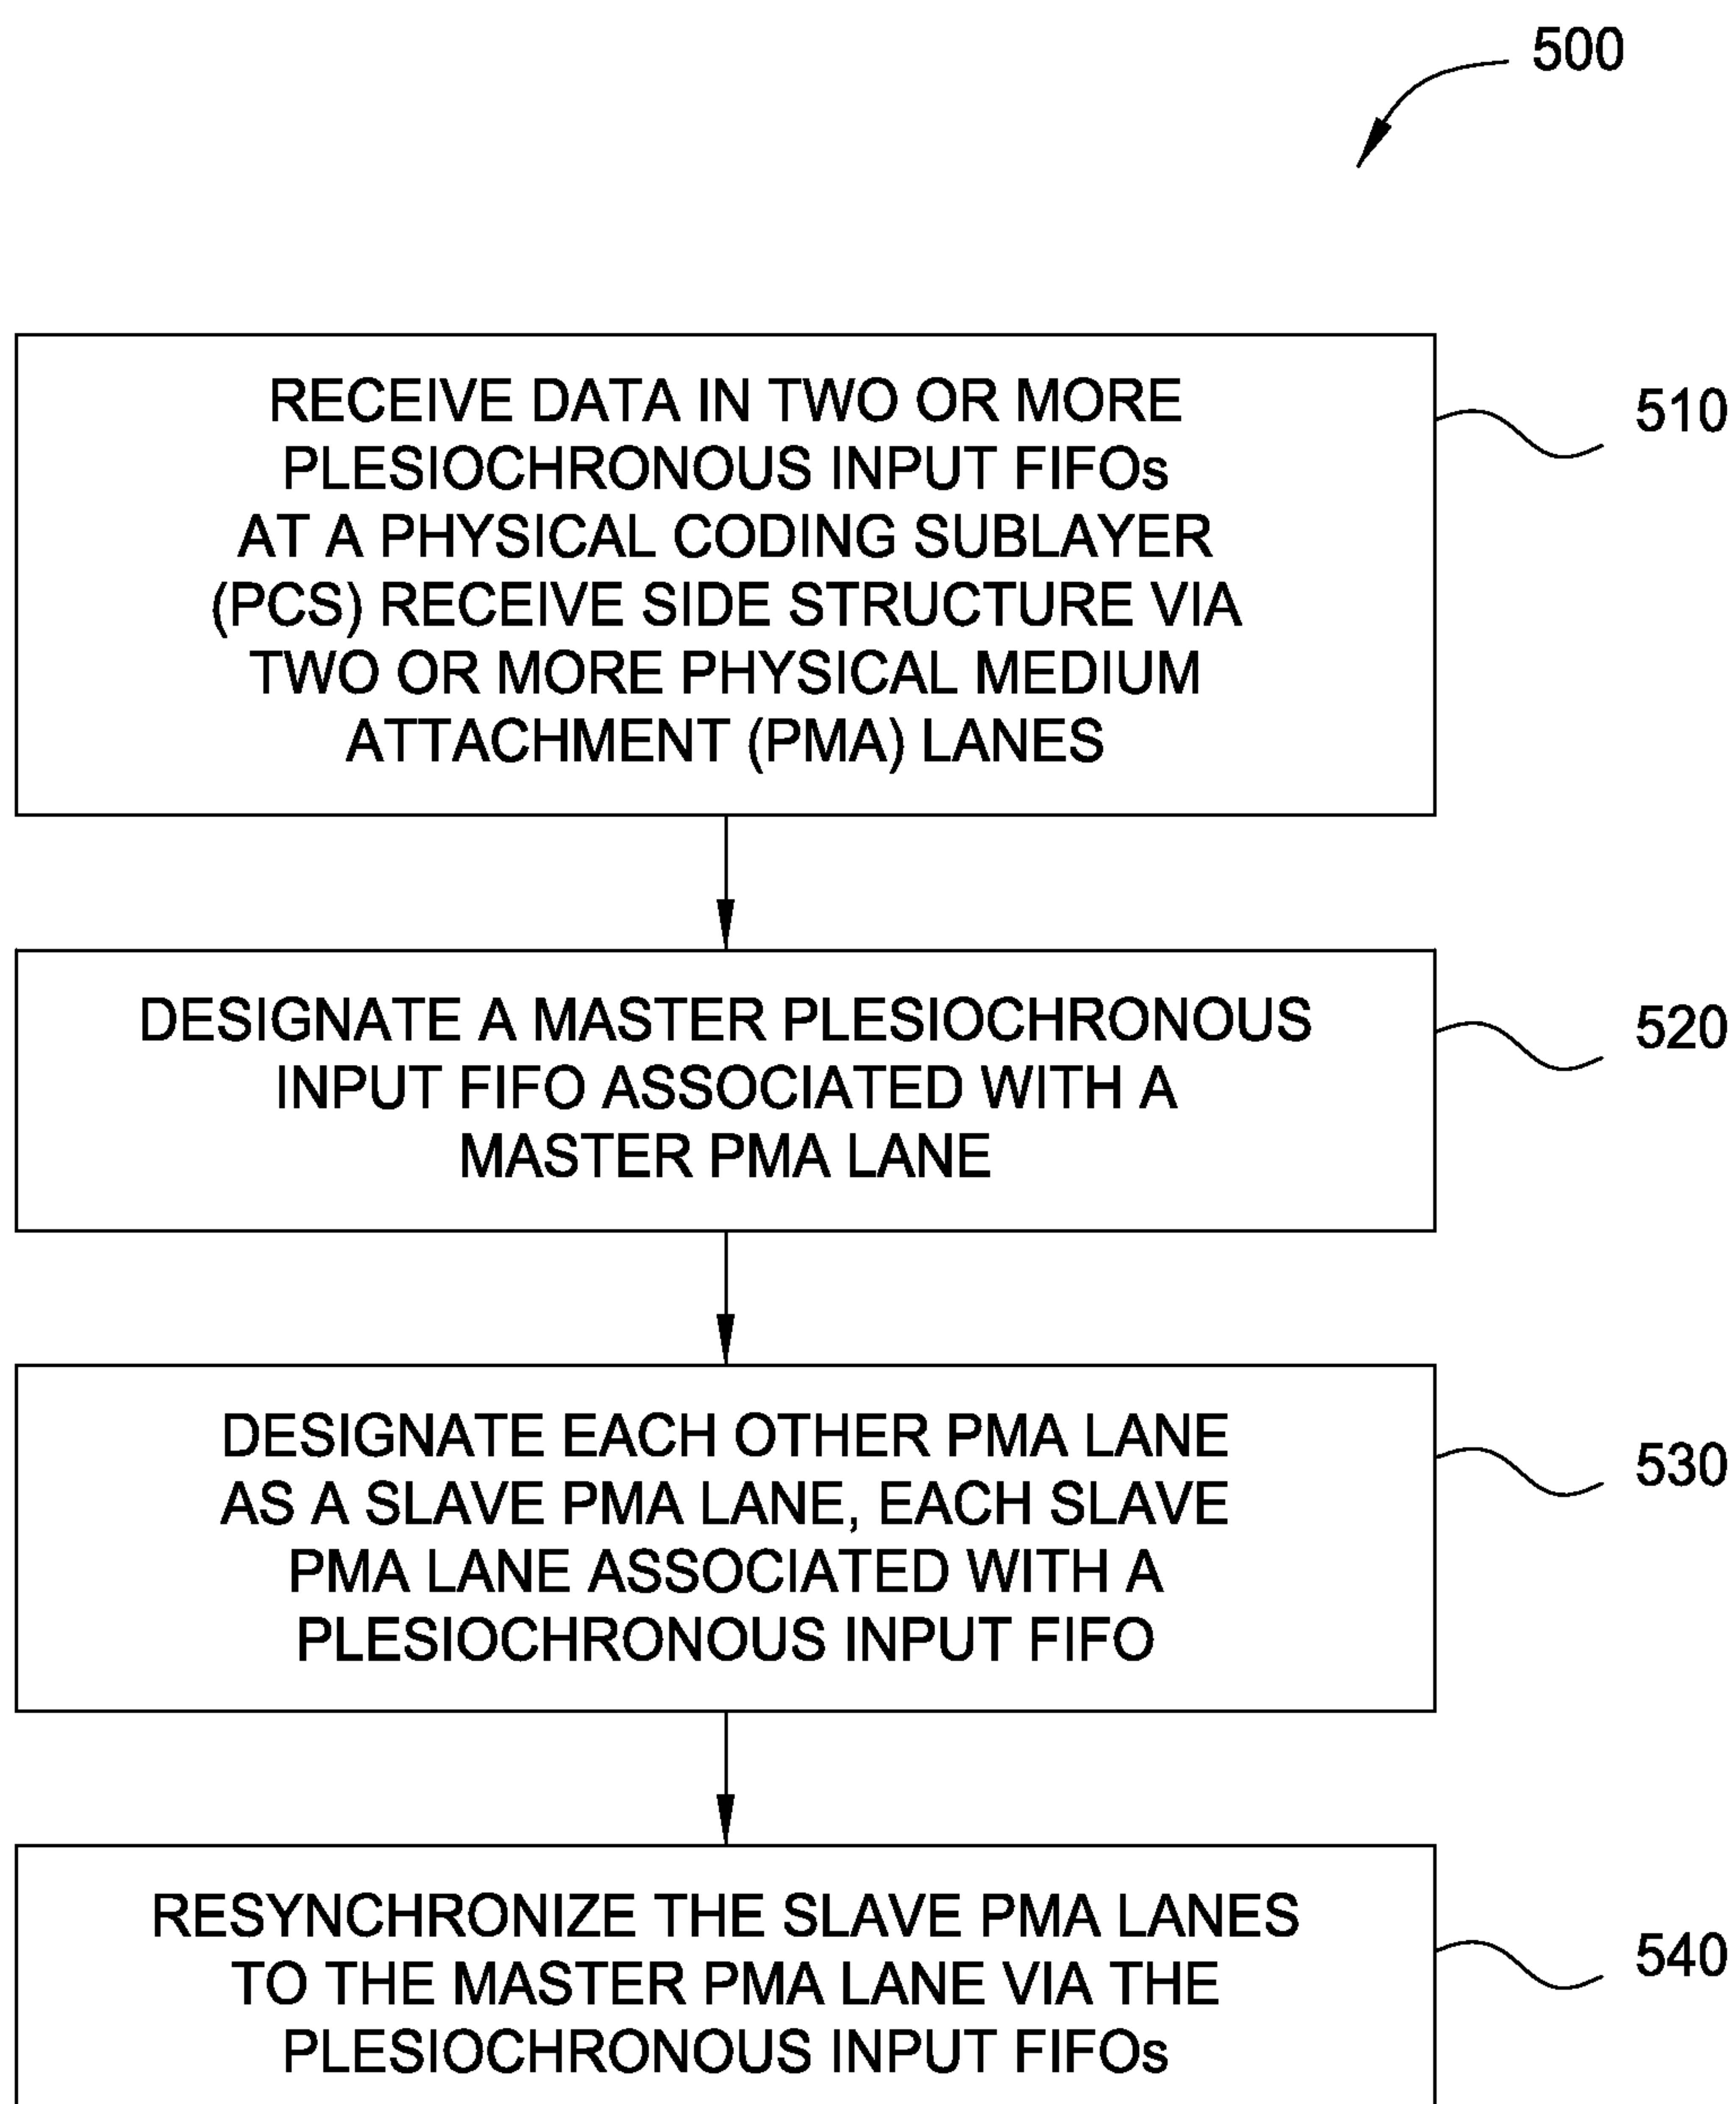 500
RECEIVE DATA IN TWO OR MORE
PLESIOCHRONOUS INPUT FIFOs
AT A PHYSICAL CODING SUBLAYER
(PCS) RECEIVE SIDE STRUCTURE VIA
TWO OR MORE PHYSICAL MEDIUM
ATTACHMENT (PMA) LANES
510
DESIGNATE A MASTER PLESIOCHRONOUS
INPUT FIFO ASSOCIATED WITH A
MASTER PMA LANE
520
DESIGNATE EACH OTHER PMA LANE
AS A SLAVE PMA LANE, EACH SLAVE
PMA LANE ASSOCIATED WITH A
PLESIOCHRONOUS INPUT FIFO
530
RESYNCHRONIZE THE SLAVE PMA LANES
TO THE MASTER PMA LANE VIA THE
PLESIOCHRONOUS INPUT FIFOs
540